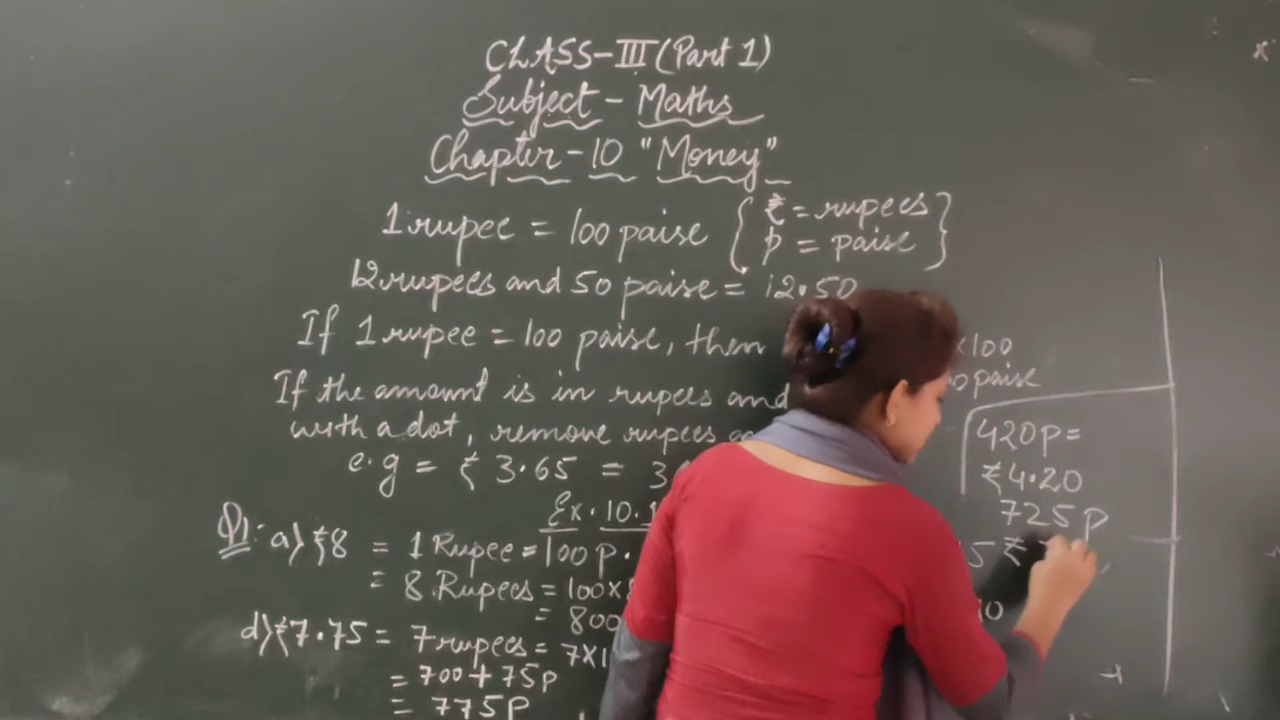 CLASS-III (Part 1)
Subject - Maths
Chapter-10 "Money"
1 rupee = 100 paise { ₹ = rupees
p = paise }
12 rupees and 50 paise = 12.50
If 1 rupee = 100 paise, then
×100
If the amount is in rupees and
paise
with a dot, remove rupees
e.g = ₹ 3.65 = 3
Ex. 10.1
Q1. a) ₹8 = 1 Rupee = 100 p.
= 8 Rupees = 100×8
= 800
d) ₹7.75 = 7 rupees = 7×1
= 700 + 75p
= 775P
420p =
₹4.20
725p
₹